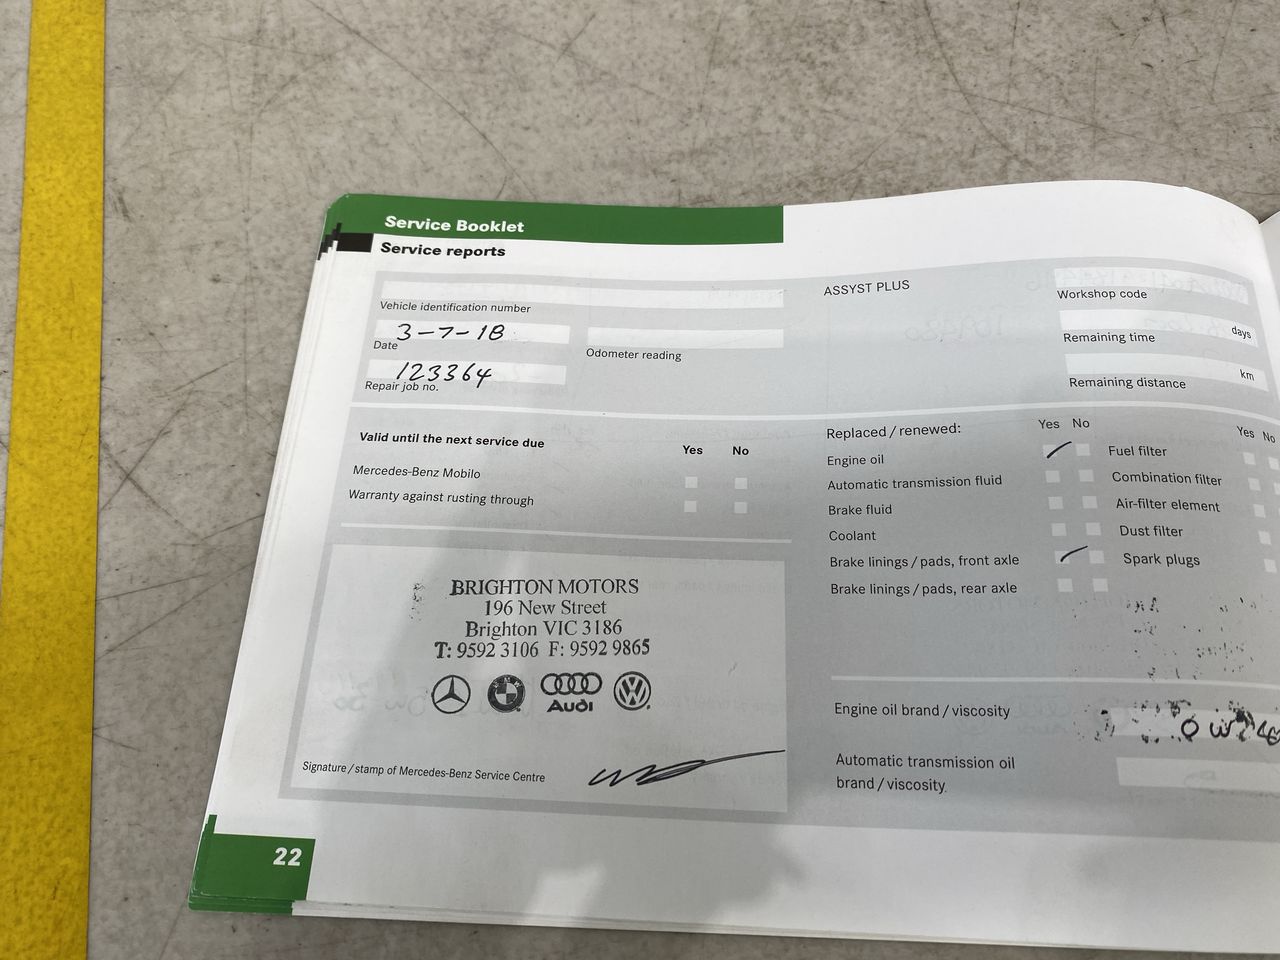 Service Booklet
Service reports
Vehicle identification number
3-7-18
Date
Odometer reading
123364
Repair job no.
ASSYST PLUS
Workshop code
days
Remaining time
km
Remaining distance
Valid until the next service due
Yes No
Mercedes-Benz Mobilo
Warranty against rusting through
Replaced / renewed:
Yes No
Engine oil
Automatic transmission fluid
Brake fluid
Coolant
Brake linings / pads, front axle
Brake linings / pads, rear axle
Yes No
Fuel filter
Combination filter
Air-filter element
Dust filter
Spark plugs
BRIGHTON MOTORS
196 New Street
Brighton VIC 3186
T: 9592 3106 F: 9592 9865
Audi
Signature / stamp of Mercedes-Benz Service Centre
Engine oil brand / viscosity
Automatic transmission oil
brand / viscosity
22